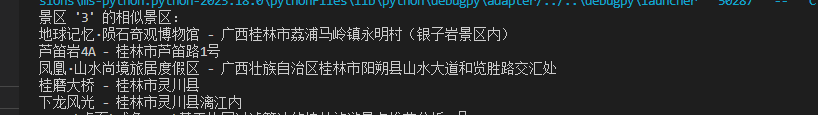 sions\ms-python.python-2023.18.0\pythonFiles\lib\python\debugpy\adapter/../..\debugpy\launcher' '50287' '--'
景区 '3' 的相似景区：
地球记忆·陨石奇观博物馆 - 广西桂林市荔浦马岭镇永明村（银子岩景区内）
芦笛岩4A - 桂林市芦笛路1号
凤凰·山水尚境旅居度假区 - 广西壮族自治区桂林市阳朔县山水大道和览胜路交汇处
桂磨大桥 - 桂林市灵川县
下龙风光 - 桂林市灵川县漓江内